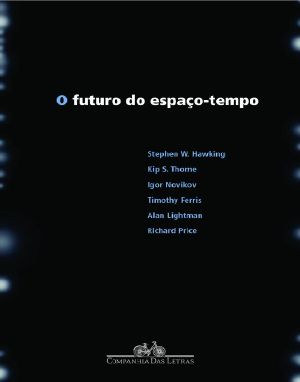 O futuro do espaço-tempo
Stephen W. Hawking
Kip S. Thorne
Igor Novikov
Timothy Ferris
Alan Lightman
Richard Price
COMPANHIA DAS LETRAS